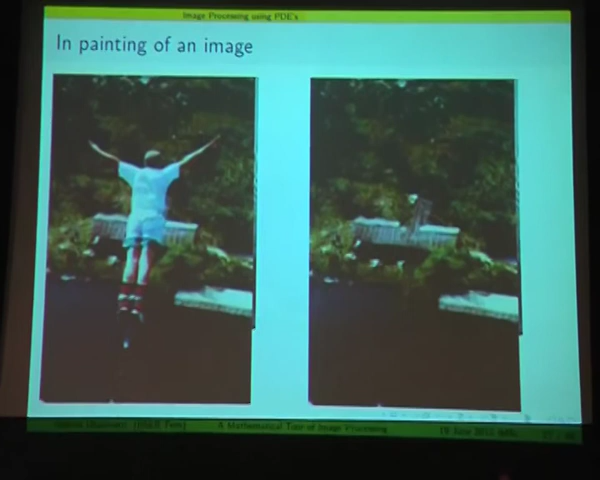 Image Processing using PDE's
In painting of an image
A Mathematical Tour of Image Processing